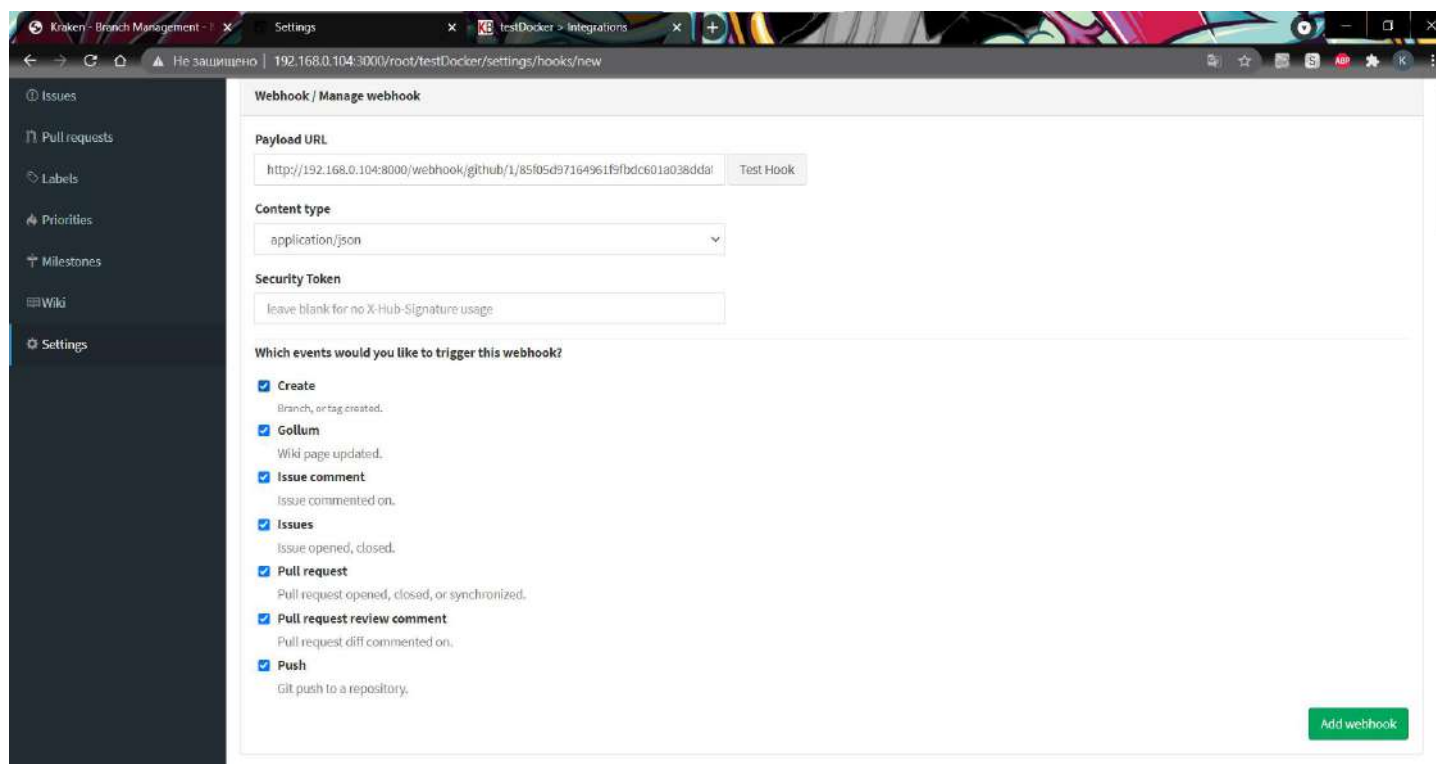 Kraken - Branch Management -
Settings
KB testDocker > Integrations
Не защищено | 192.168.0.104:3000/root/testDocker/settings/hooks/new
S
ABP
K
Issues
Pull requests
Labels
Priorities
Milestones
Wiki
Settings
Webhook / Manage webhook
Payload URL
http://192.168.0.104:8000/webhook/github/1/85f05d97164961f9fbdc601a038dda
Test Hook
Content type
application/json
Security Token
leave blank for no X-Hub-Signature usage
Which events would you like to trigger this webhook?
Create
Branch, or tag created.
Gollum
Wiki page updated.
Issue comment
Issue commented on.
Issues
Issue opened, closed.
Pull request
Pull request opened, closed, or synchronized.
Pull request review comment
Pull request diff commented on.
Push
Git push to a repository.
Add webhook